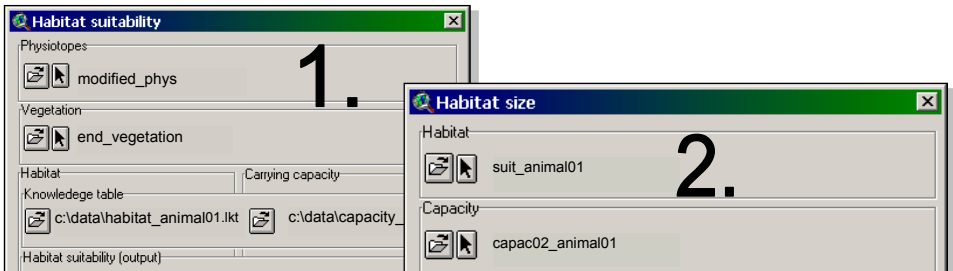 Habitat suitability
Physiotopes
1.
modified_phys
Vegetation
end_vegetation
Habitat
Carrying capacity
Knowledege table
c:\data\habitat_animal01.lkt
c:\data\capacity_
Habitat suitability (output)
Habitat size
Habitat
2.
suit_animal01
Capacity
capac02_animal01